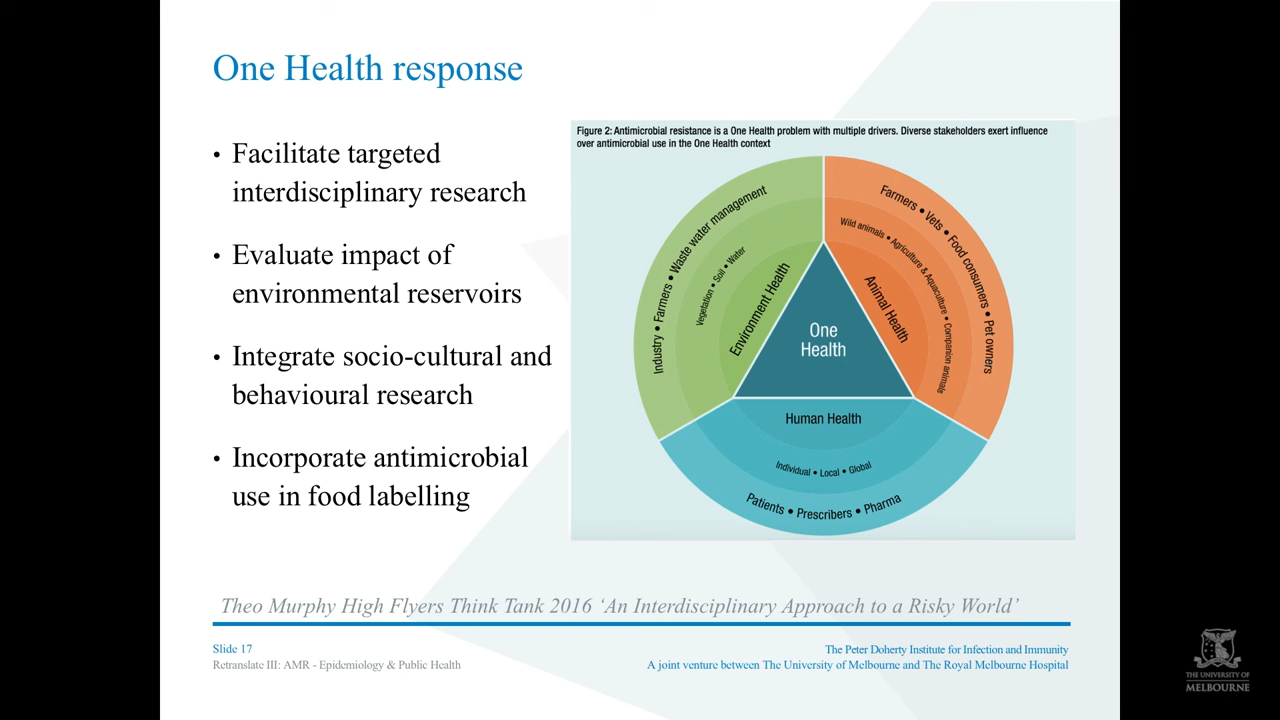 One Health response
• Facilitate targeted
interdisciplinary research
• Evaluate impact of
environmental reservoirs
• Integrate socio-cultural and
behavioural research
• Incorporate antimicrobial
use in food labelling
Figure 2: Antimicrobial resistance is a One Health problem with multiple drivers. Diverse stakeholders exert influence
over antimicrobial use in the One Health context
Industry • Farmers • Waste water management
Vegetation • Soil • Water
Environment Health
Farmers • Vets • Food consumers • Pet owners
Wild animals • Agriculture & Aquaculture • Companion animals
Animal Health
One
Health
Human Health
Individual • Local • Global
Patients • Prescribers • Pharma
Theo Murphy High Flyers Think Tank 2016 ‘An Interdisciplinary Approach to a Risky World’
Slide 17
Retranslate III: AMR - Epidemiology & Public Health
The Peter Doherty Institute for Infection and Immunity
A joint venture between The University of Melbourne and The Royal Melbourne Hospital
THE UNIVERSITY OF
MELBOURNE